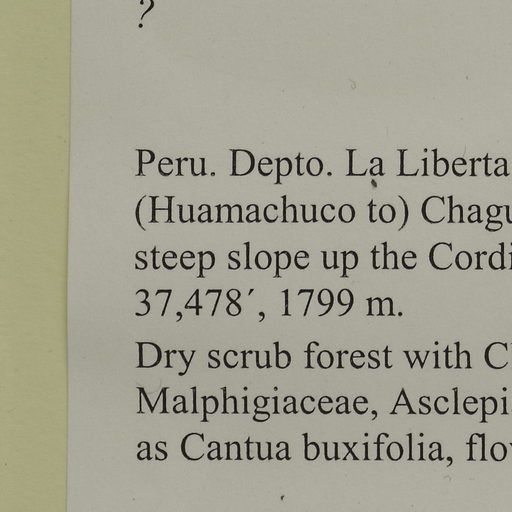 ?
Peru. Depto. La Liberta
(Huamachuco to) Chagu
steep slope up the Cordi
37,478´, 1799 m.
Dry scrub forest with C
Malphigiaceae, Asclepi
as Cantua buxifolia, flo